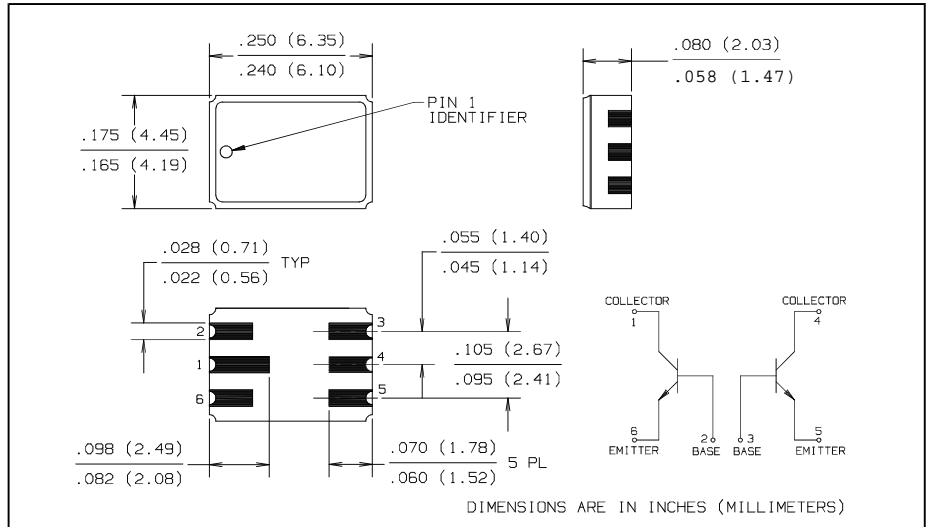 .250 (6.35)
.240 (6.10)
.080 (2.03)
.058 (1.47)
PIN 1
IDENTIFIER
.175 (4.45)
.165 (4.19)
.028 (0.71)
.022 (0.56)
TYP
.055 (1.40)
.045 (1.14)
2
1
6
3
4
5
.105 (2.67)
.095 (2.41)
.098 (2.49)
.082 (2.08)
.070 (1.78)
.060 (1.52)
5 PL
COLLECTOR
1
COLLECTOR
4
6
EMITTER
2
BASE
3
BASE
5
EMITTER
DIMENSIONS ARE IN INCHES (MILLIMETERS)